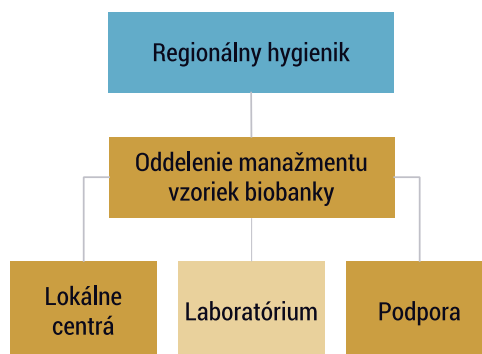 Regionálny hygienik
Oddelenie manažmentu
vzoriek biobanky
Lokálne
centrá
Laboratórium
Podpora